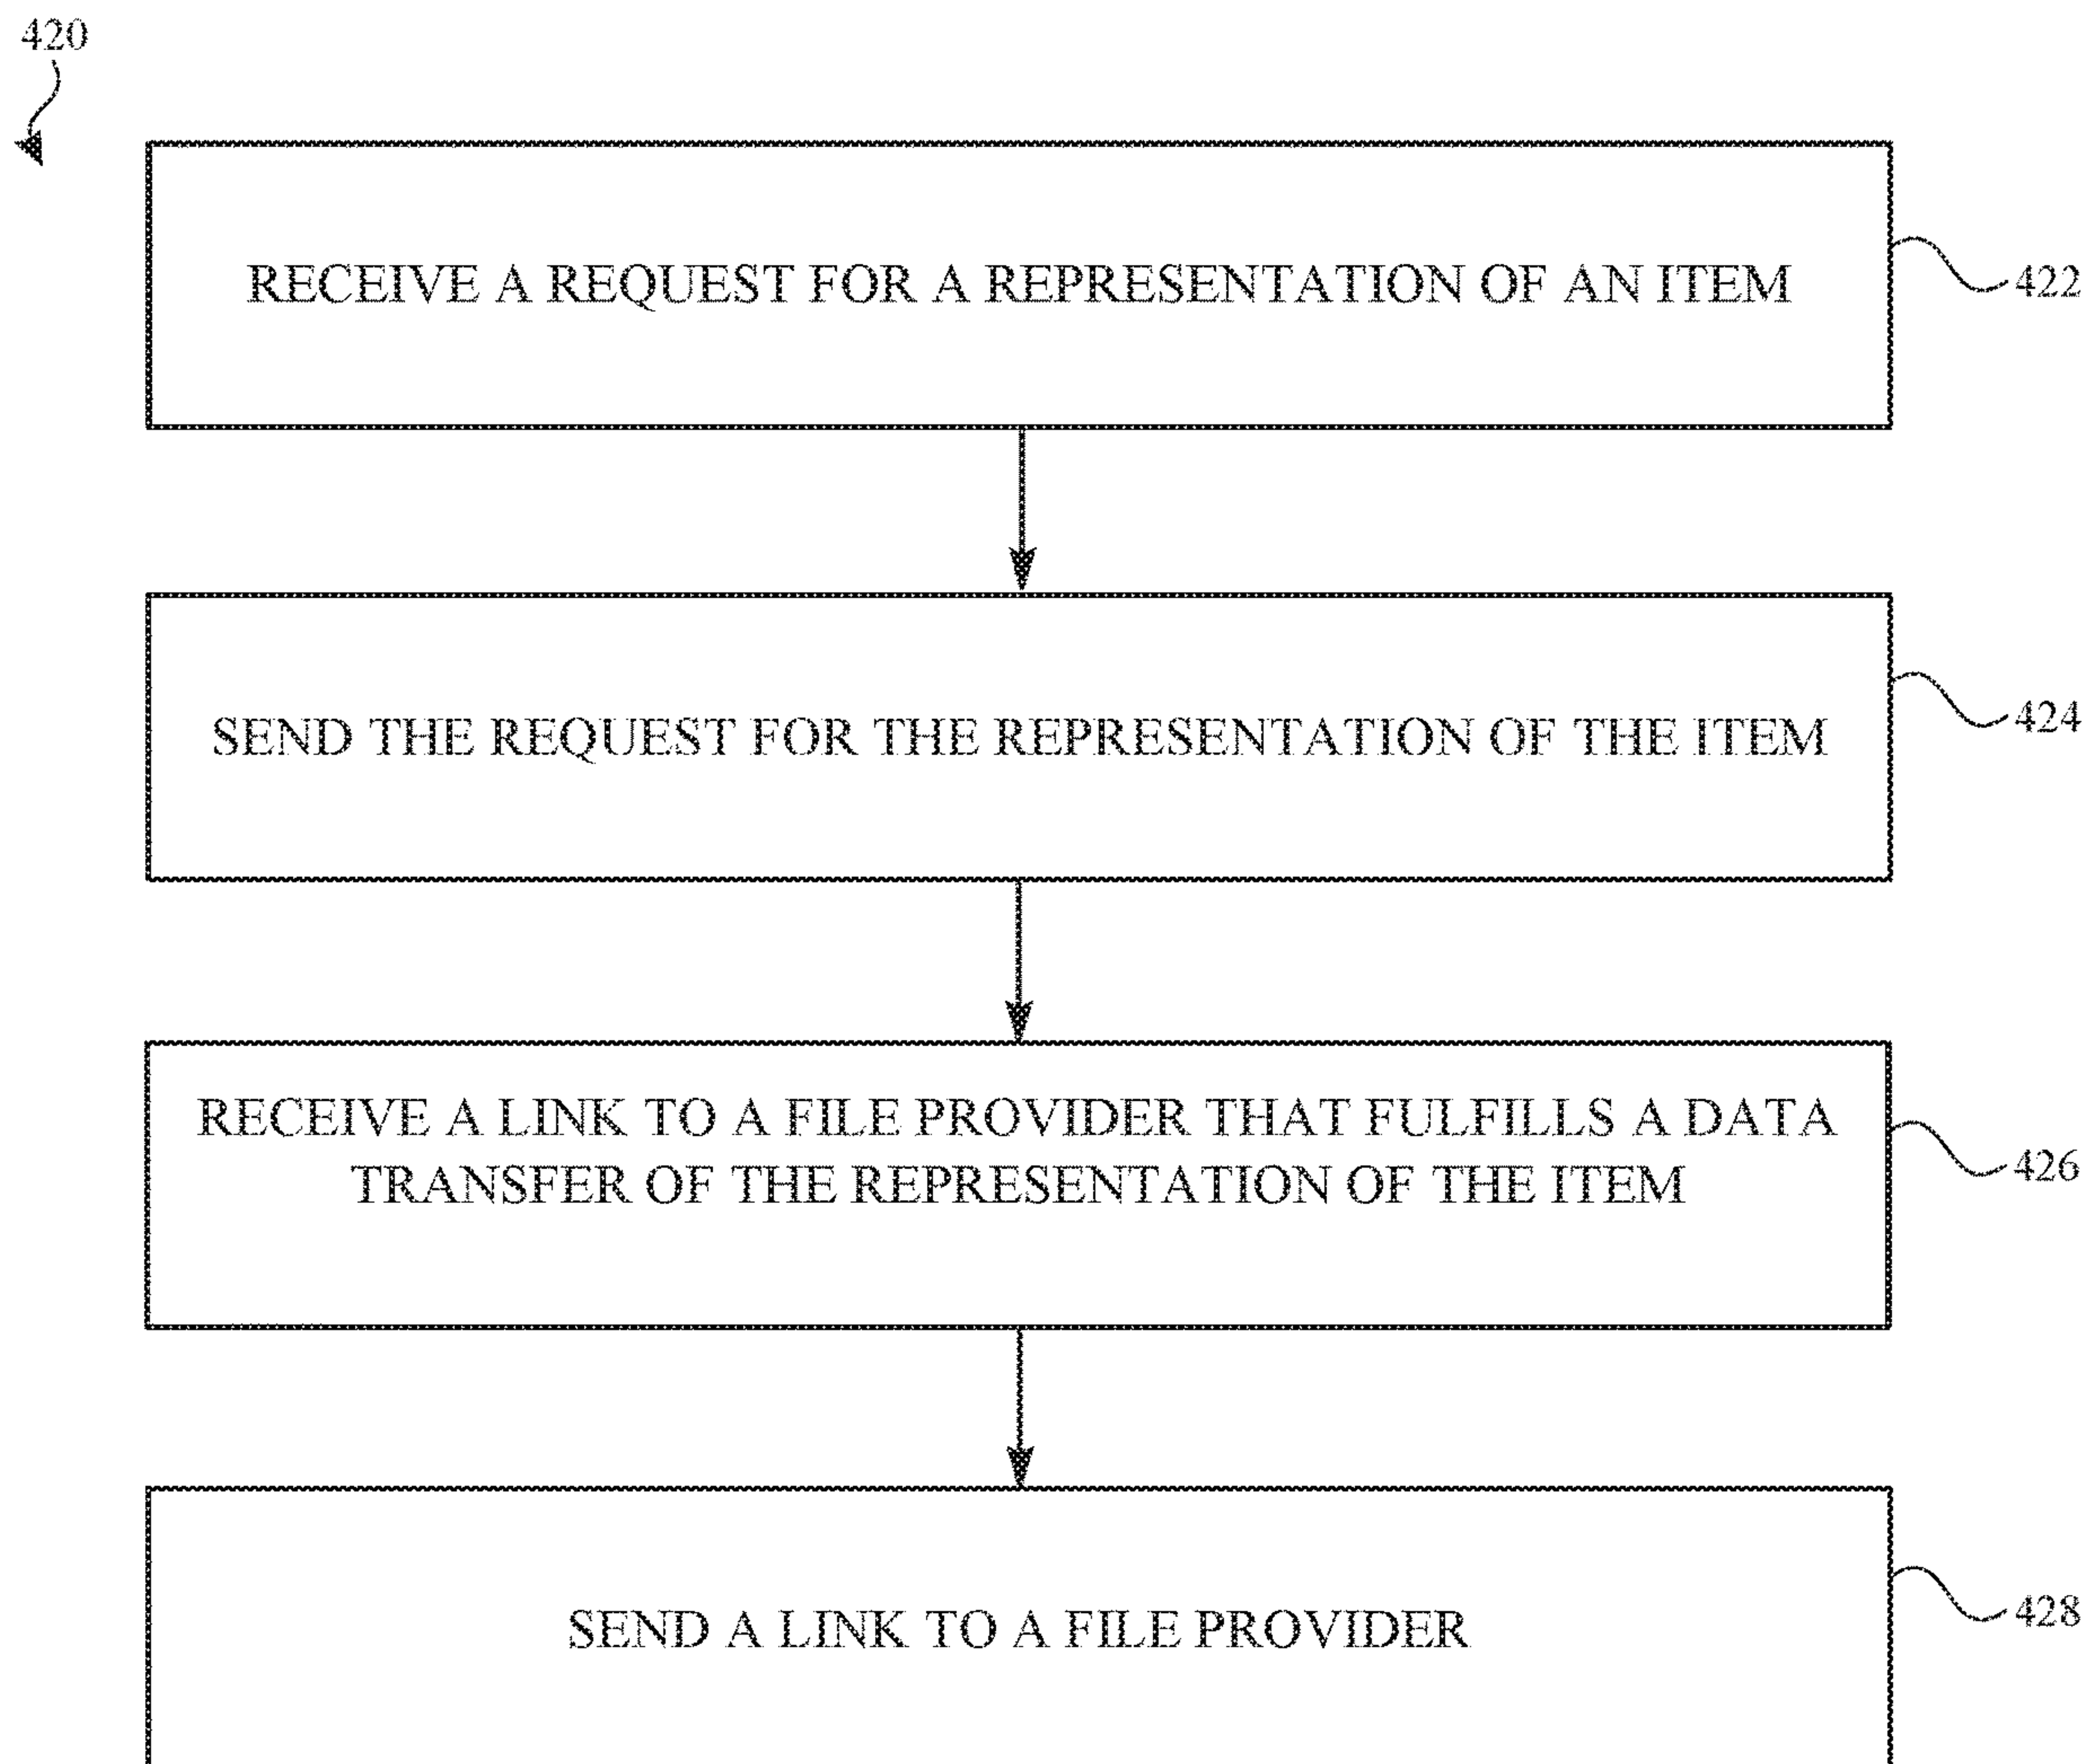 420
RECEIVE A REQUEST FOR A REPRESENTATION OF AN ITEM
422
SEND THE REQUEST FOR THE REPRESENTATION OF THE ITEM
424
RECEIVE A LINK TO A FILE PROVIDER THAT FULFILLS A DATA
TRANSFER OF THE REPRESENTATION OF THE ITEM
426
SEND A LINK TO A FILE PROVIDER
428